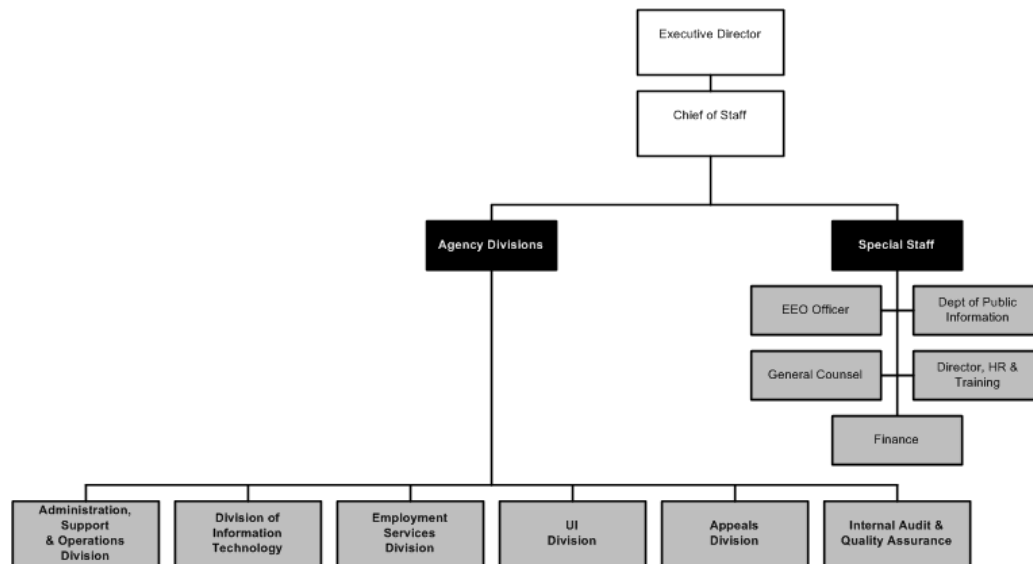 Executive Director
Chief of Staff
Agency Divisions
Special Staff
EEO Officer
Dept of Public
Information
General Counsel
Director, HR &
Training
Finance
Administration,
Support
& Operations
Division
Division of
Information
Technology
Employment
Services
Division
UI
Division
Appeals
Division
Internal Audit &
Quality Assurance